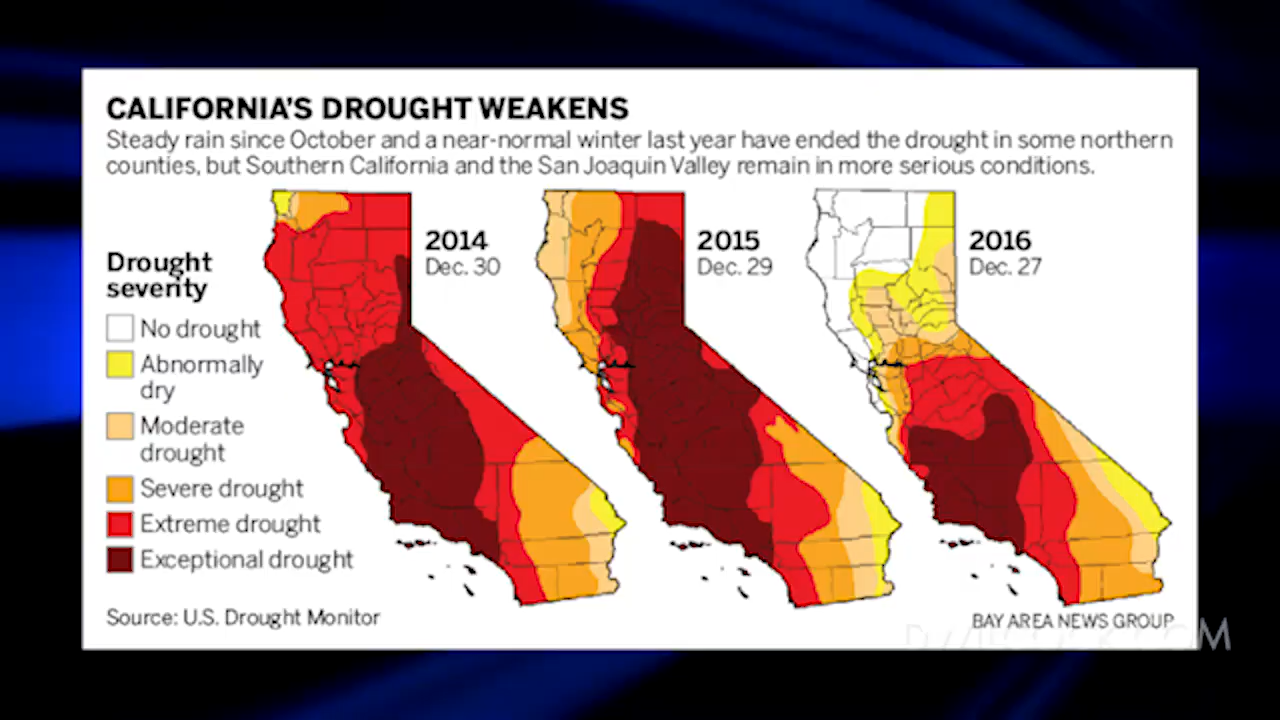 CALIFORNIA'S DROUGHT WEAKENS
Steady rain since October and a near-normal winter last year have ended the drought in some northern
counties, but Southern California and the San Joaquin Valley remain in more serious conditions.
2014
Dec. 30
2015
Dec. 29
2016
Dec. 27
Drought
severity
No drought
Abnormally
dry
Moderate
drought
Severe drought
Extreme drought
Exceptional drought
Source: U.S. Drought Monitor
BAY AREA NEWS GROUP